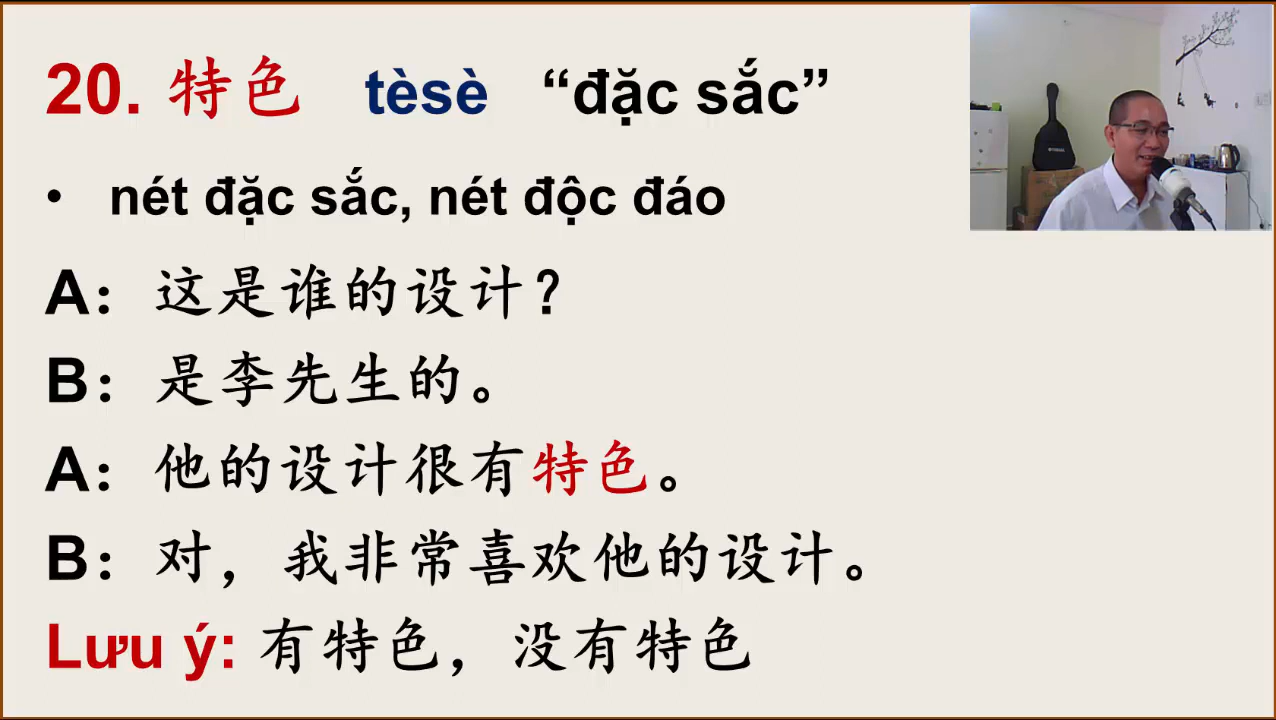 20. 特色 tèsè “đặc sắc”
• nét đặc sắc, nét độc đáo
A：这是谁的设计？
B：是李先生的。
A：他的设计很有特色。
B：对，我非常喜欢他的设计。
Lưu ý: 有特色，没有特色